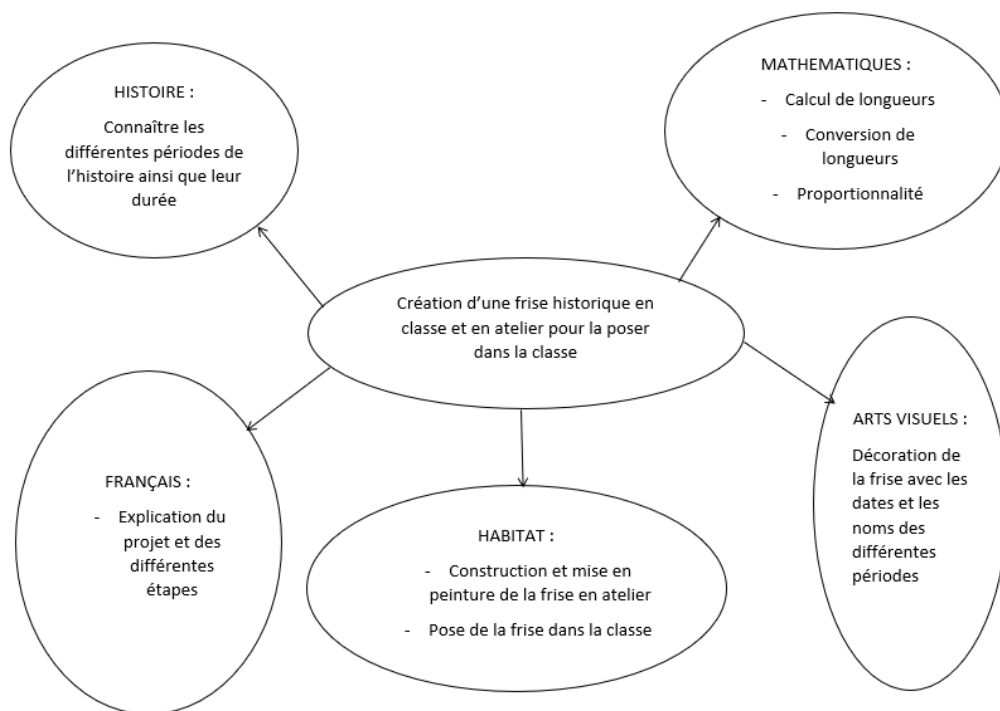 HISTOIRE :
Connaître les
différentes périodes de
l’histoire ainsi que leur
durée
MATHEMATIQUES :
- Calcul de longueurs
- Conversion de
longueurs
- Proportionnalité
Création d’une frise historique en
classe et en atelier pour la poser
dans la classe
FRANÇAIS :
- Explication du
projet et des
différentes
étapes
HABITAT :
- Construction et mise en
peinture de la frise en atelier
- Pose de la frise dans la classe
ARTS VISUELS :
Décoration de
la frise avec les
dates et les
noms des
différentes
périodes